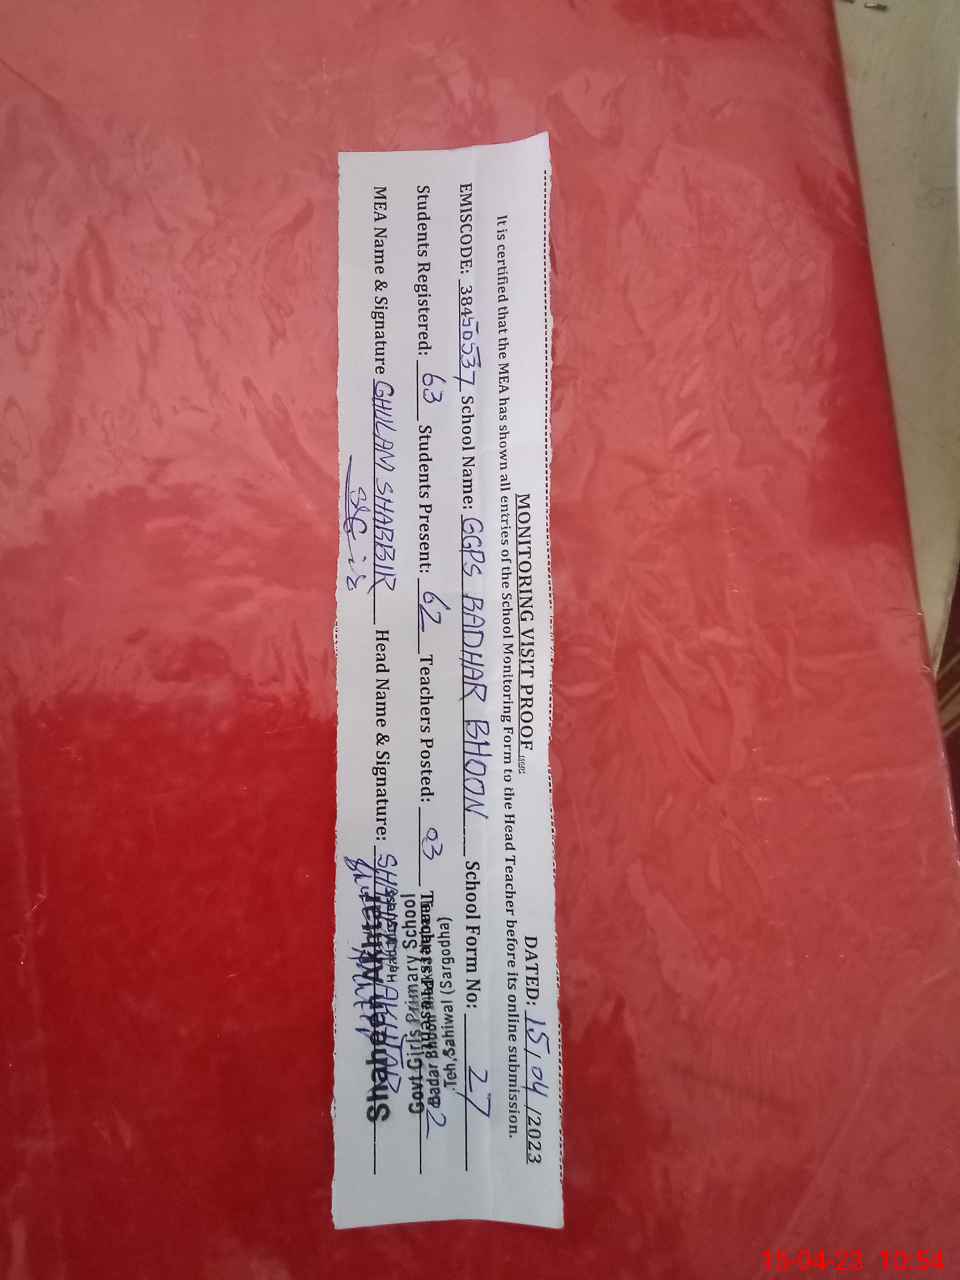 MONITORING VISIT PROOF
DATED: 15/04/2023
It is certified that the MEA has shown all entries of the School Monitoring Form to the Head Teacher before its online submission.
EMISCODE: 38450537 School Name: GGPS BADHAR BHOON School Form No: 27
Students Registered: 63 Students Present: 62 Teachers Posted: 03 Teachers Present: 02
MEA Name & Signature GHULAM SHABBIR Head Name & Signature: SHAHEEN AKHTAR
Shaheen Akhtar
Headmistress
Govt Girls Primary School
Teh, Sahiwal (Sargodha)
15-04-23 10:54